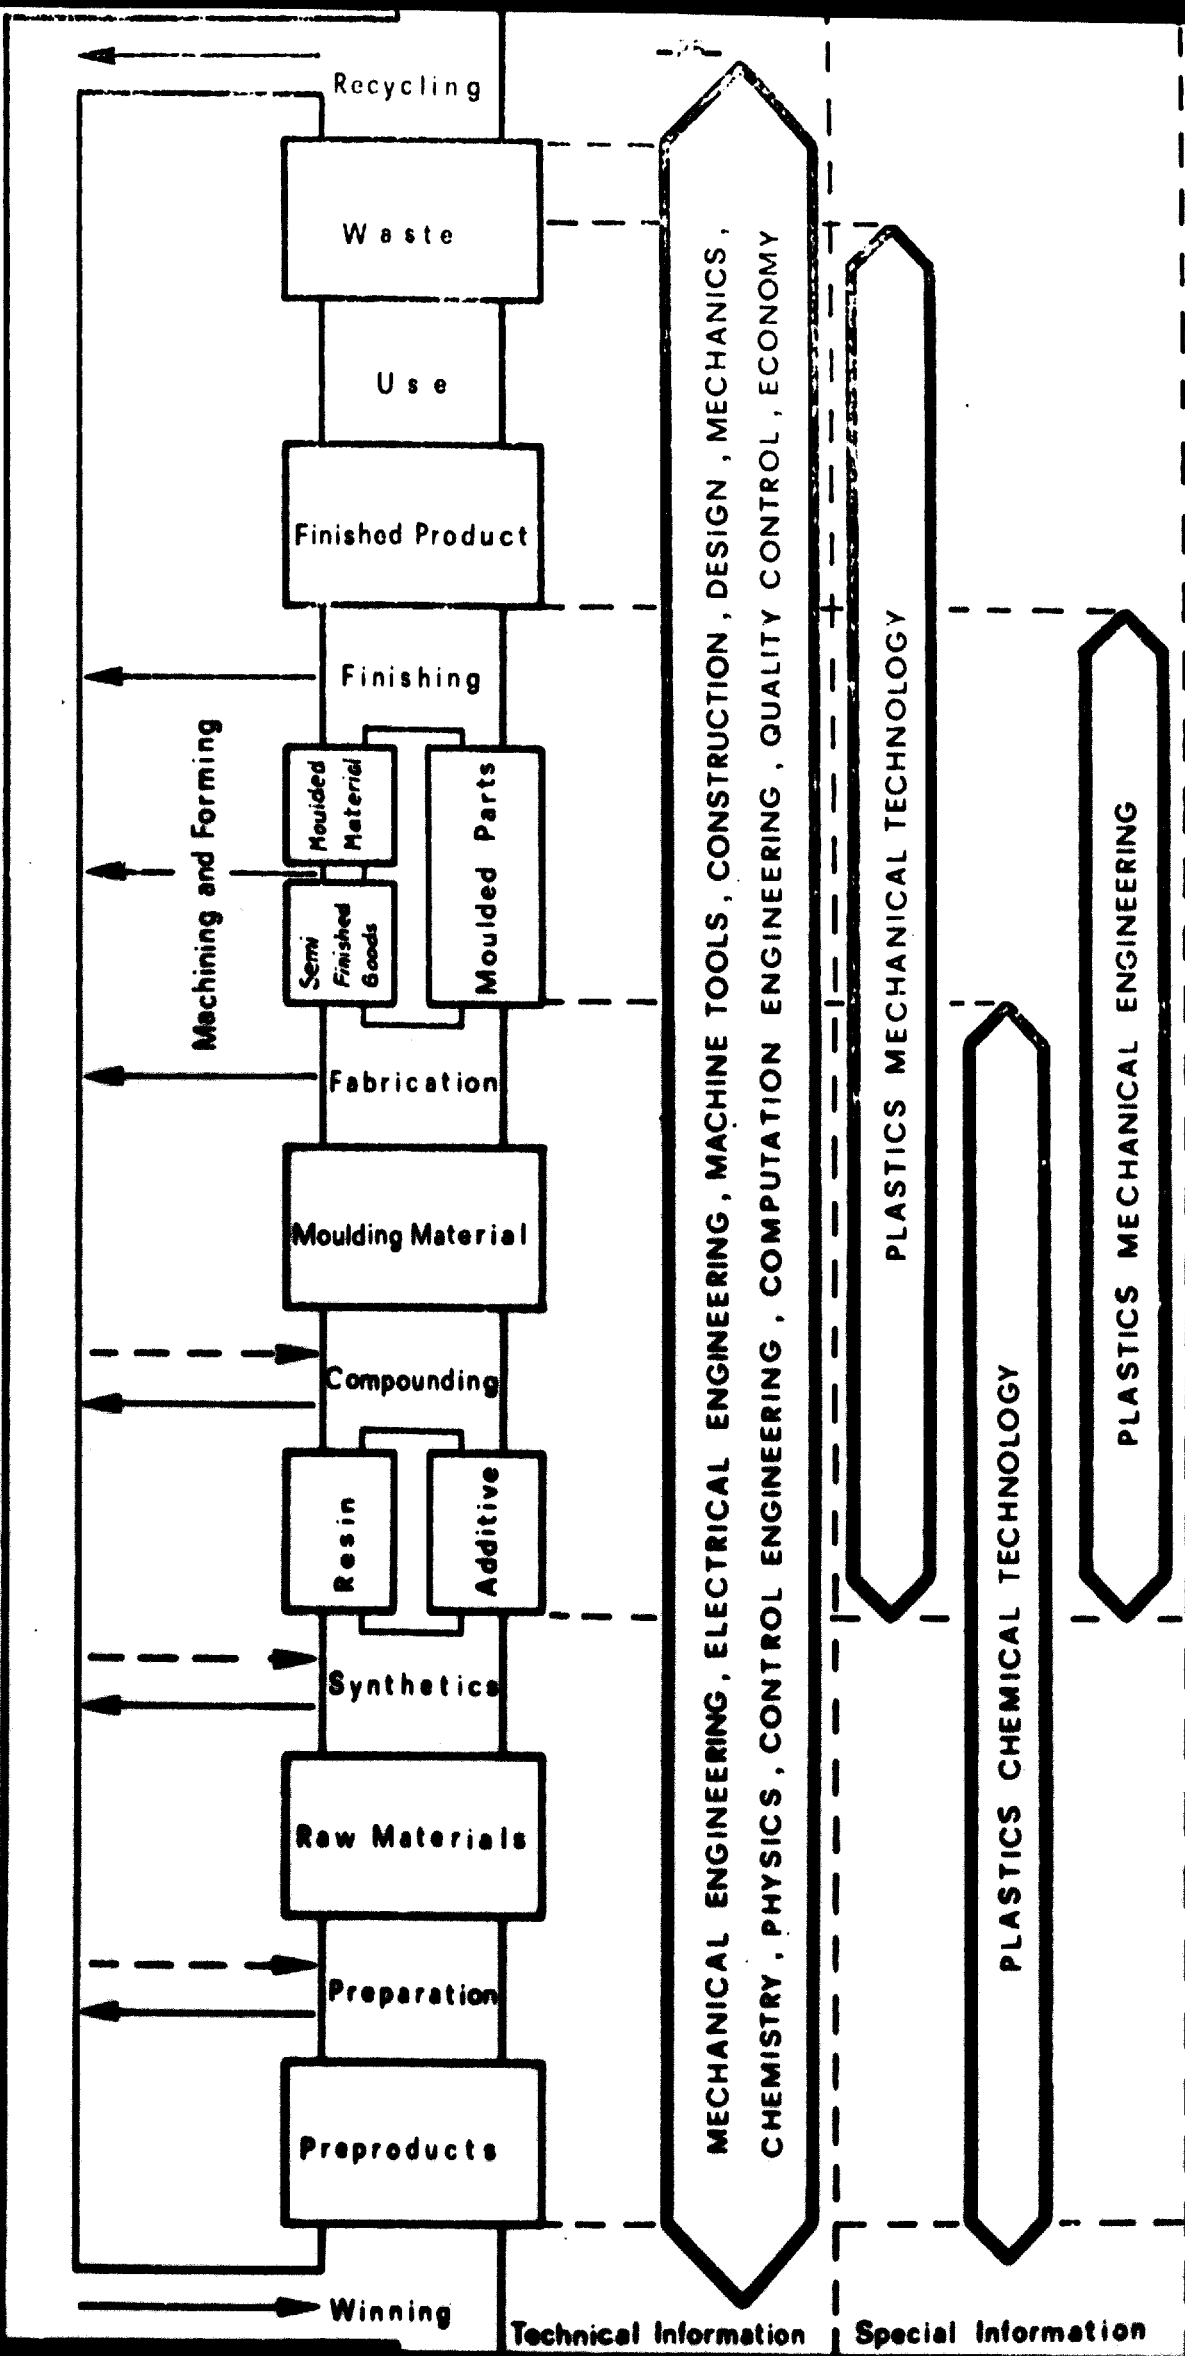 Recycling
Waste
Use
Finished Product
Finishing
Machining and Forming
Moulded
Material
Semi
Finished
Goods
Moulded Parts
Fabrication
Moulding Material
Compounding
Resin
Additive
Synthetics
Raw Materials
Preparation
Preproducts
Winning
MECHANICAL ENGINEERING, ELECTRICAL ENGINEERING, MACHINE TOOLS, CONSTRUCTION, DESIGN, MECHANICS,
CHEMISTRY, PHYSICS, CONTROL ENGINEERING, COMPUTATION ENGINEERING, QUALITY CONTROL, ECONOMY
PLASTICS MECHANICAL TECHNOLOGY
PLASTICS CHEMICAL TECHNOLOGY
PLASTICS MECHANICAL ENGINEERING
Technical Information
Special Information